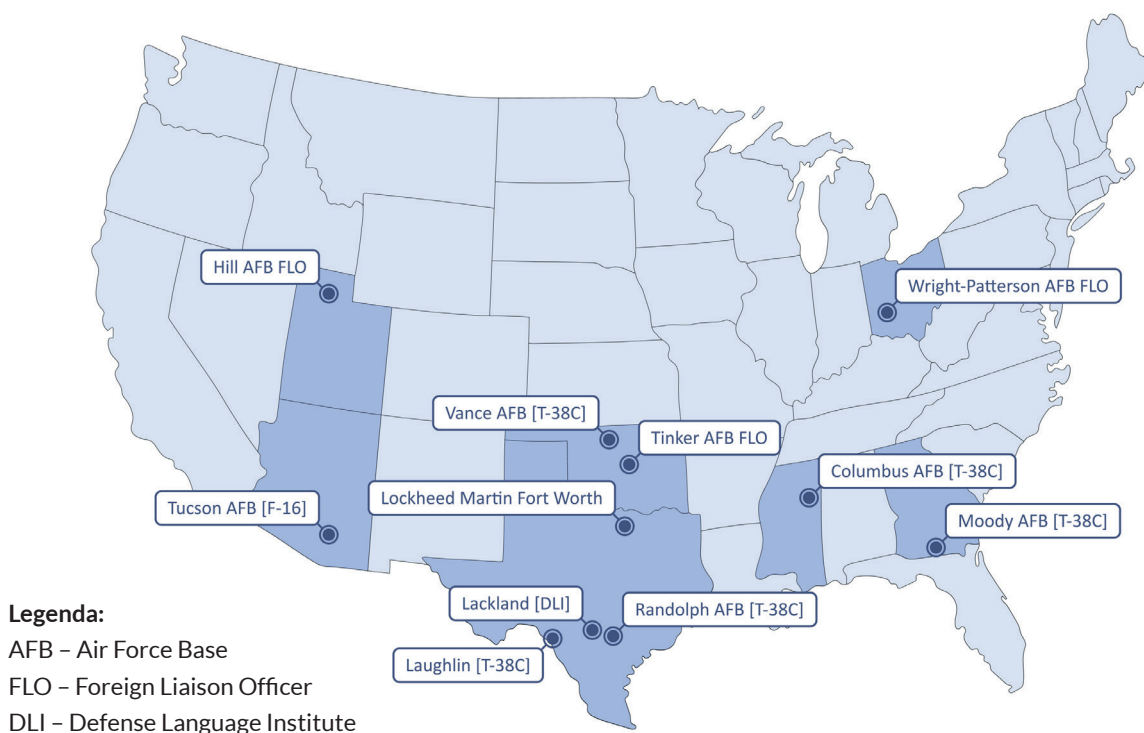 Hill AFB FLO
Wright-Patterson AFB FLO
Vance AFB [T-38C]
Tinker AFB FLO
Columbus AFB [T-38C]
Lockheed Martin Fort Worth
Tucson AFB [F-16]
Moody AFB [T-38C]
Lackland [DLI]
Randolph AFB [T-38C]
Laughlin [T-38C]
Legenda:
AFB – Air Force Base
FLO – Foreign Liaison Officer
DLI – Defense Language Institute